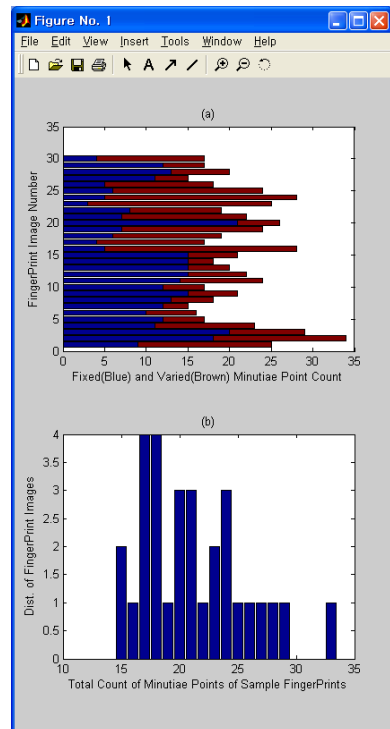 Figure No. 1
File Edit View Insert Tools Window Help
A
(a)
35
30
25
20
15
10
5
0
FingerPrint Image Number
0 5 10 15 20 25 30 35
Fixed(Blue) and Varied(Brown) Minutiae Point Count
(b)
4
3.5
3
2.5
2
1.5
1
0.5
0
Dist. of FingerPrint Images
10 15 20 25 30 35
Total Count of Minutiae Points of Sample FingerPrints